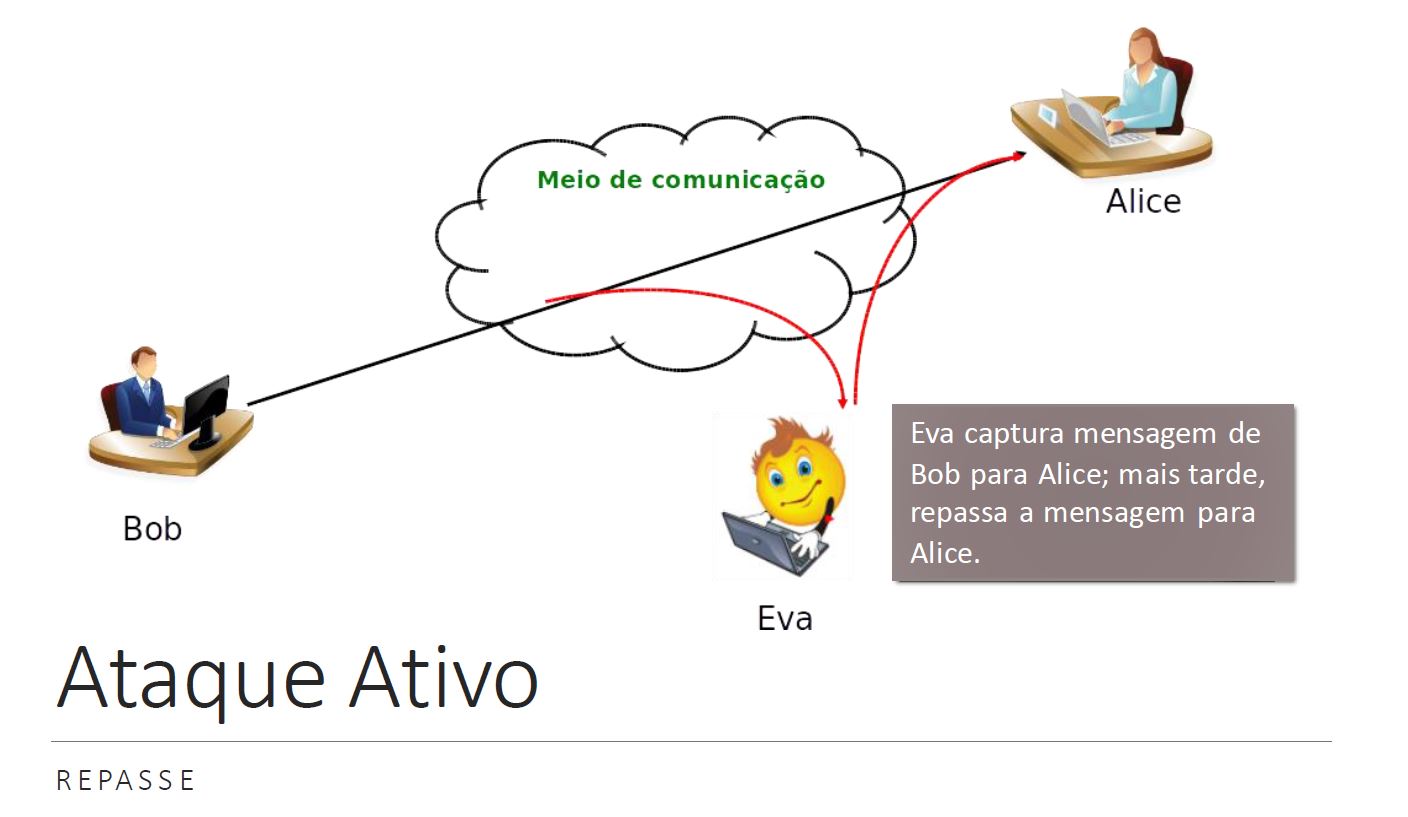 Meio de comunicação
Alice
Bob
Eva captura mensagem de
Bob para Alice; mais tarde,
repassa a mensagem para
Alice.
Eva
Ataque Ativo
REPASSE